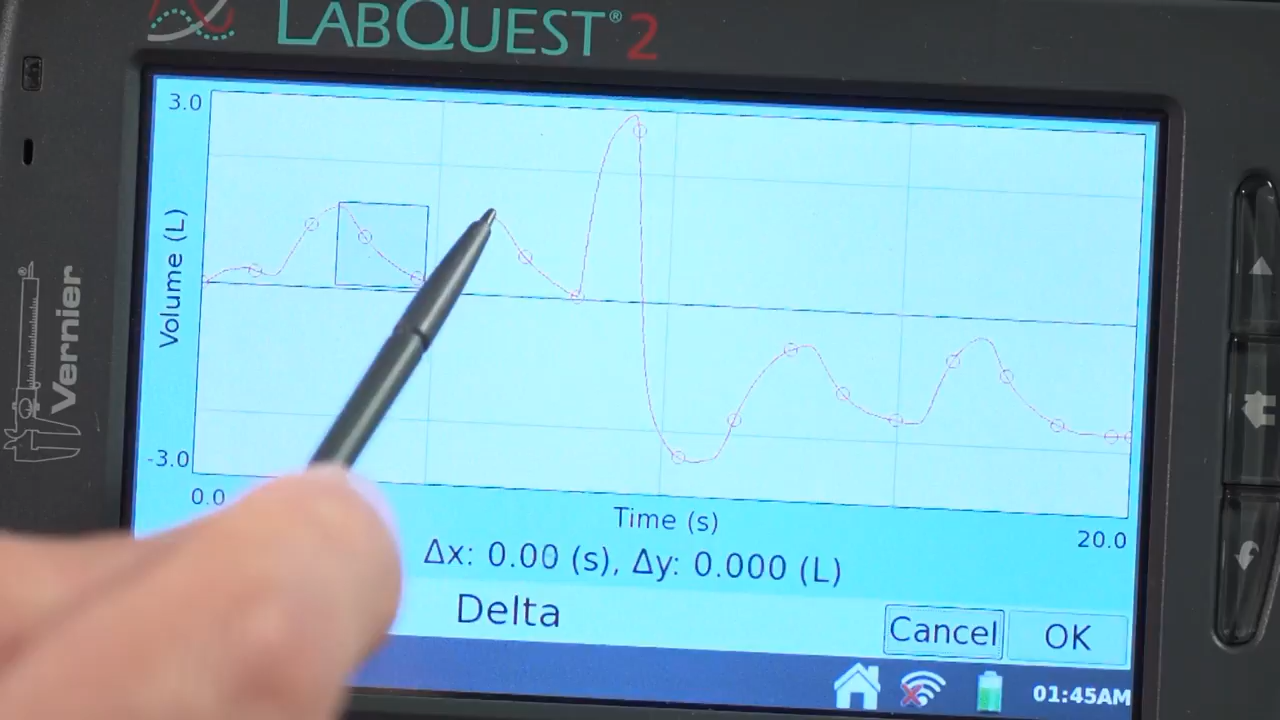 LABQUEST® 2
3.0
Volume (L)
-3.0
0.0
Time (s)
20.0
Δx: 0.00 (s), Δy: 0.000 (L)
Delta
Cancel
OK
01:45AM
Vernier®